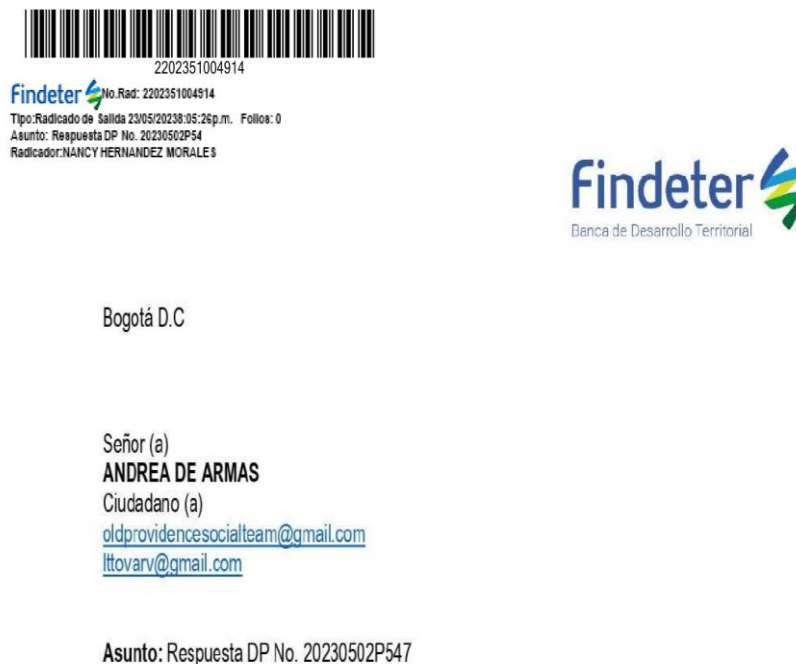 2202351004914
Findeter No.Rad: 2202351004914
Tipo:Radicado de Salida 23/05/20238:05:26p.m. Folios: 0
Asunto: Respuesta DP No. 20230502P54
Radicador:NANCY HERNANDEZ MORALES
Findeter
Banca de Desarrollo Territorial
Bogotá D.C
Señor (a)
ANDREA DE ARMAS
Ciudadano (a)
oldprovidencesocialteam@gmail.com
lttovarv@gmail.com
Asunto: Respuesta DP No. 20230502P547